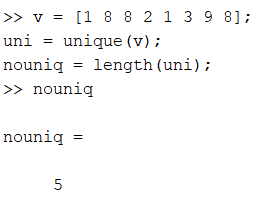 >> v = [1 8 8 2 1 3 9 8];
uni = unique(v);
nouniq = length(uni);
>> nouniq
nouniq =
5